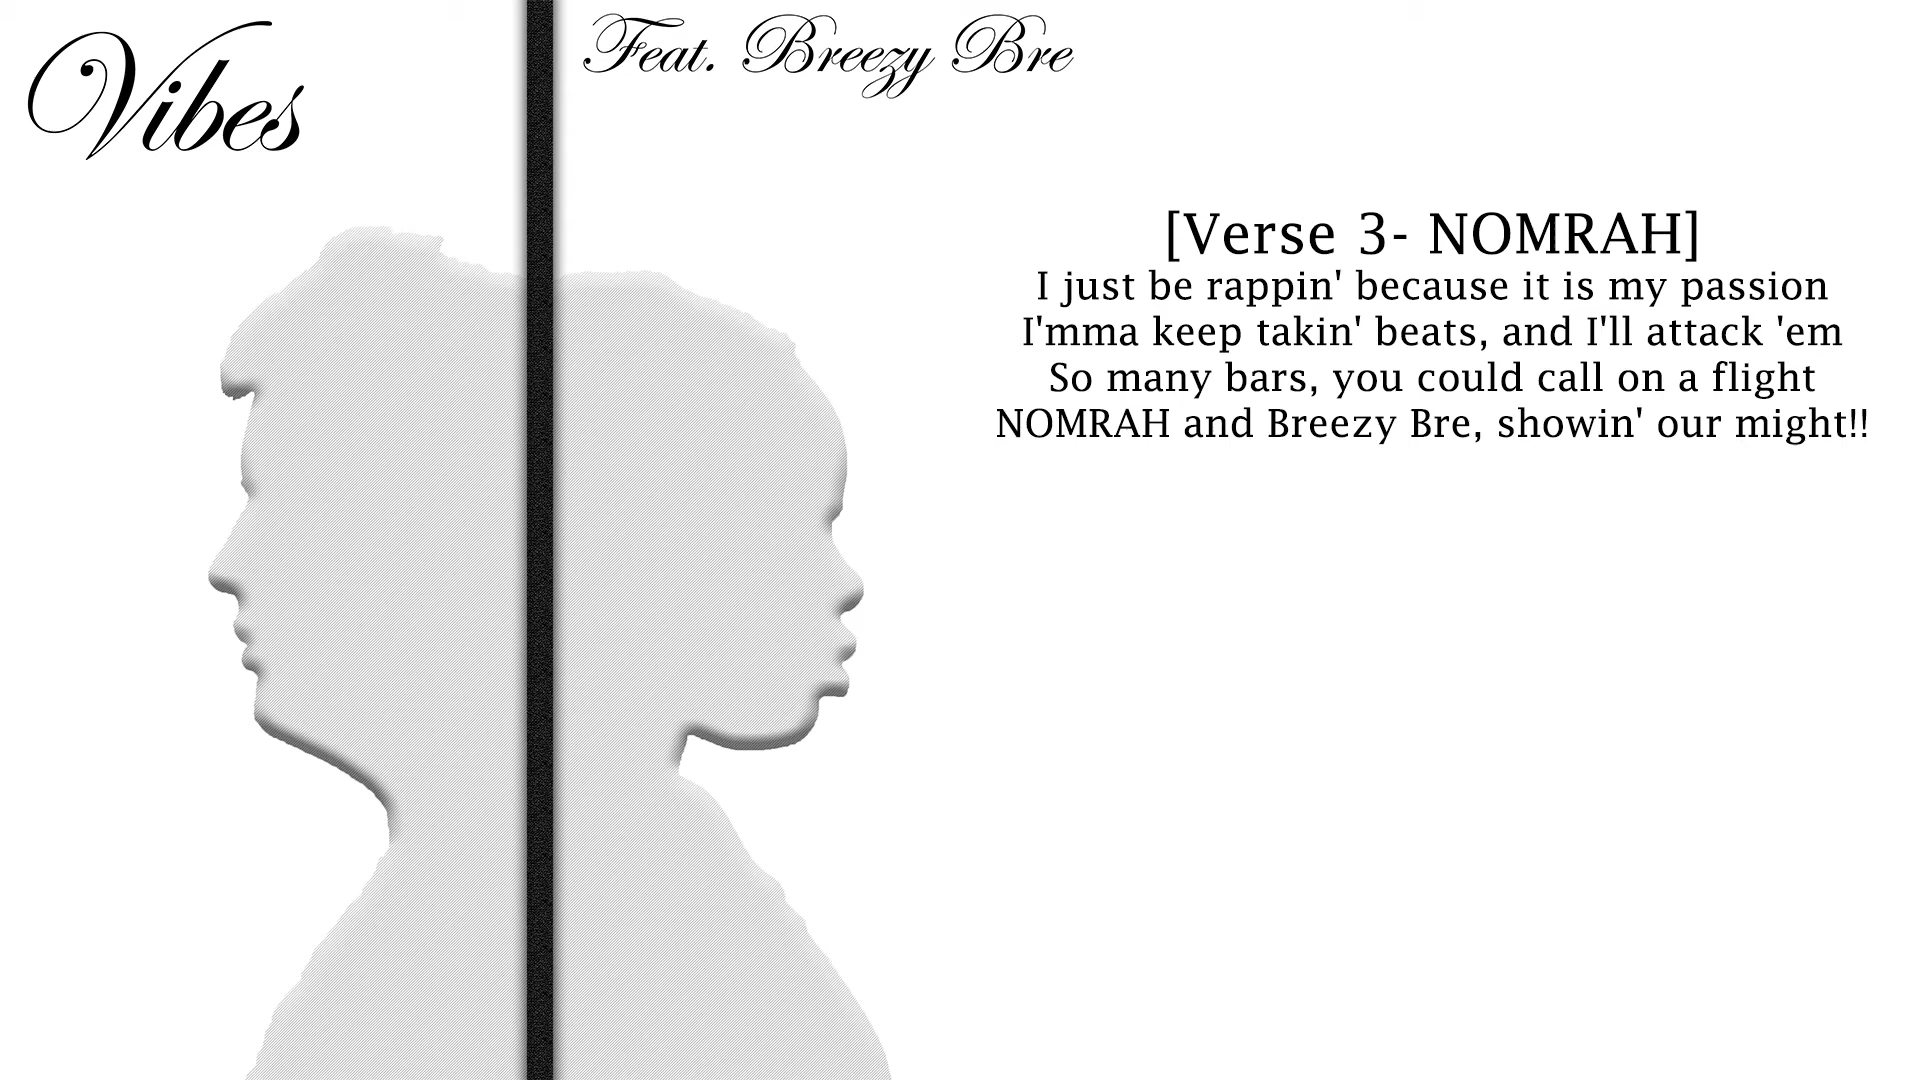 Vibes
Feat. Breezy Bre
[Verse 3- NOMRAH]
I just be rappin' because it is my passion
I'mma keep takin' beats, and I'll attack 'em
So many bars, you could call on a flight
NOMRAH and Breezy Bre, showin' our might!!